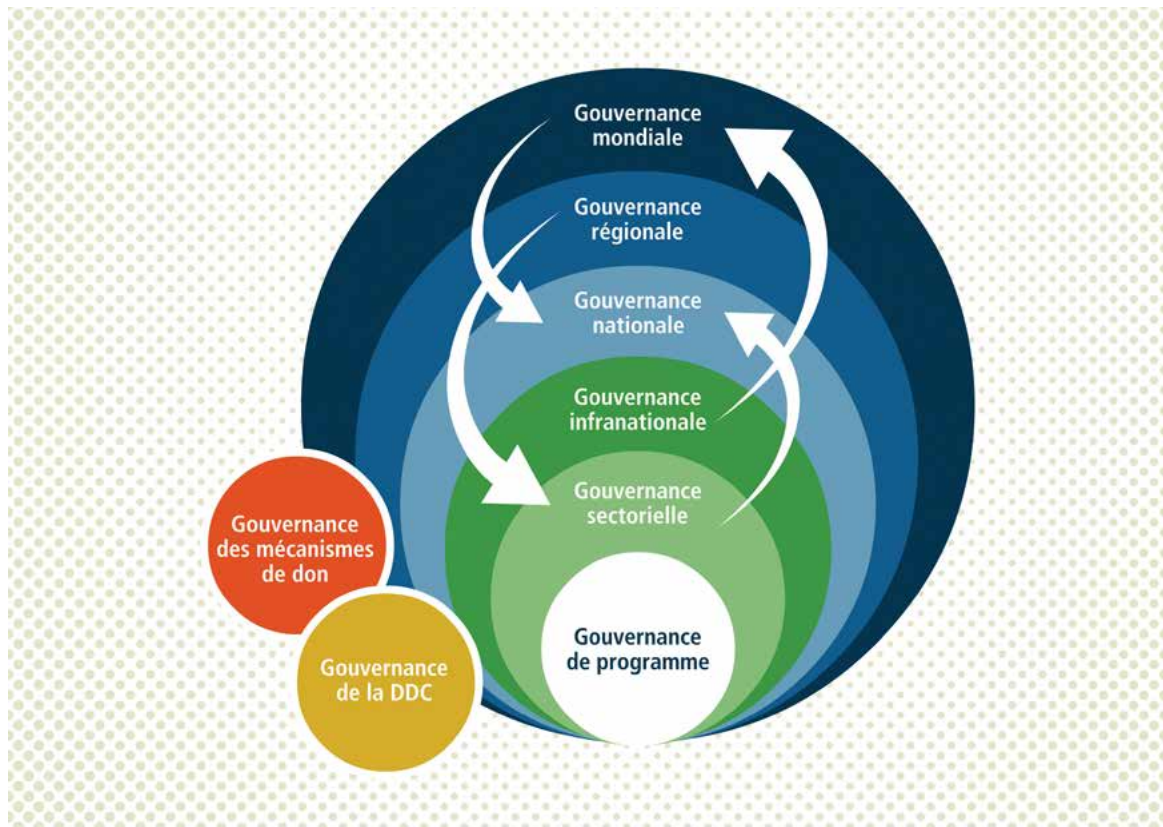 Gouvernance
mondiale
Gouvernance
régionale
Gouvernance
nationale
Gouvernance
infranationale
Gouvernance
sectorielle
Gouvernance
de programme
Gouvernance
des mécanismes
de don
Gouvernance
de la DDC